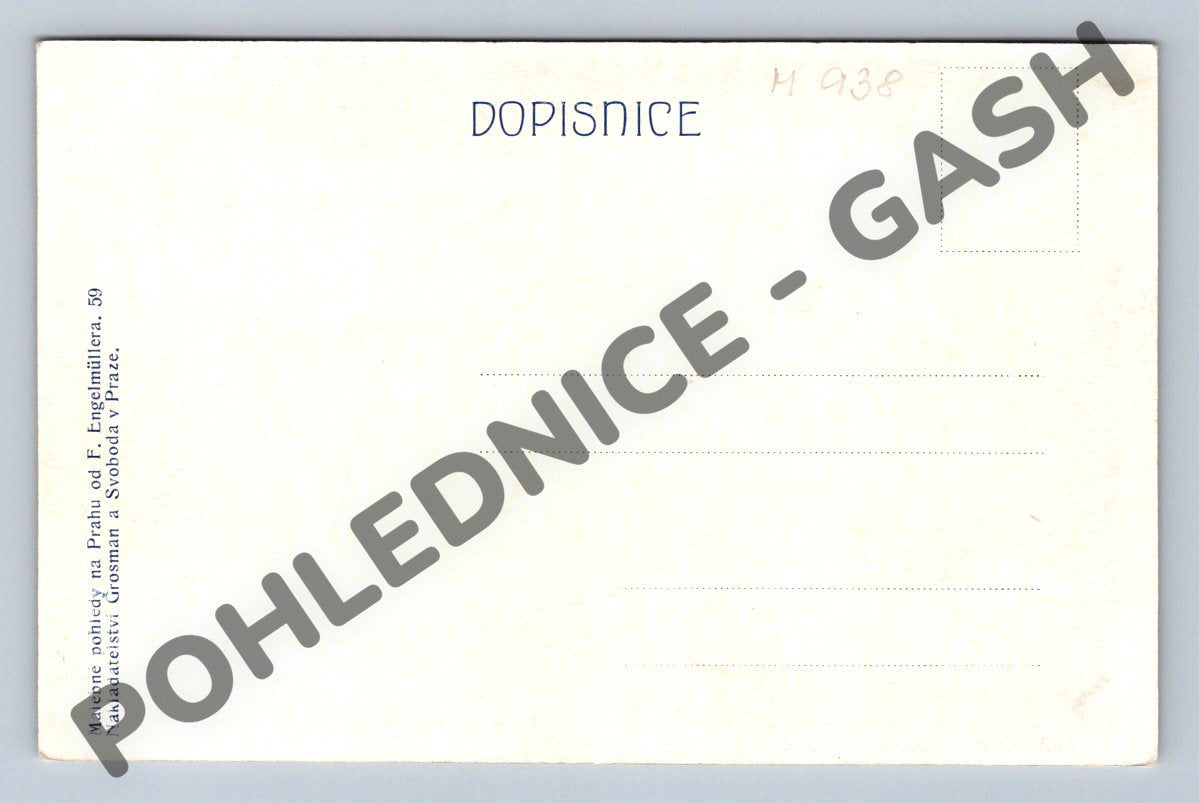 M 938
DOPISNICE
Malebné pohledy na Prahu od F. Engelmüllera. 59
Nakladatelství Grosman a Svoboda v Praze.
POHLEDNICE - GASH